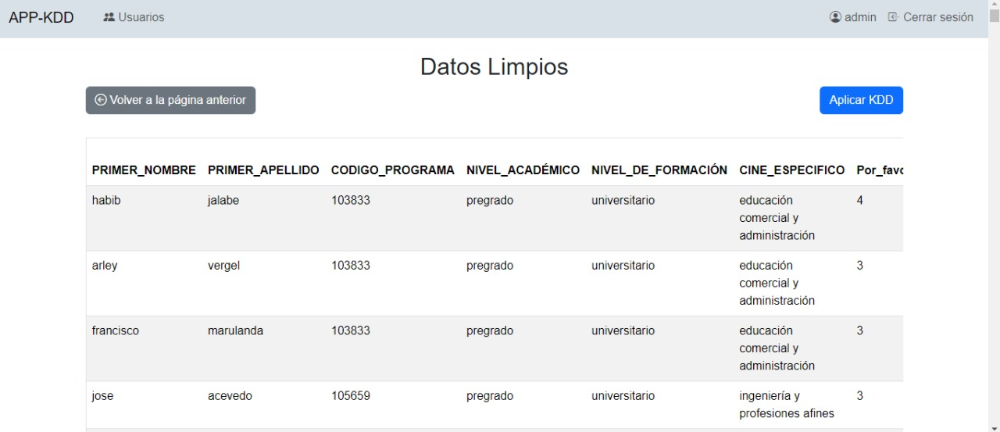 APP-KDD Usuarios admin Cerrar sesión
Datos Limpios
Volver a la página anterior Aplicar KDD
PRIMER_NOMBRE PRIMER_APELLIDO CODIGO_PROGRAMA NIVEL_ACADÉMICO NIVEL_DE_FORMACIÓN CINE_ESPECIFICO Por_favo
habib jalabe 103833 pregrado universitario educación 4
comercial y
administración
arley vergel 103833 pregrado universitario educación 3
comercial y
administración
francisco marulanda 103833 pregrado universitario educación 3
comercial y
administración
jose acevedo 105659 pregrado universitario ingeniería y 3
profesiones afines